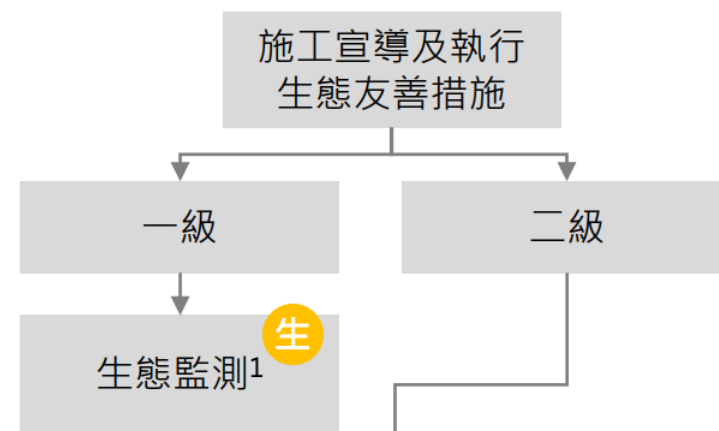 施工宣導及執行
生態友善措施
一級
二級
生
生態監測1